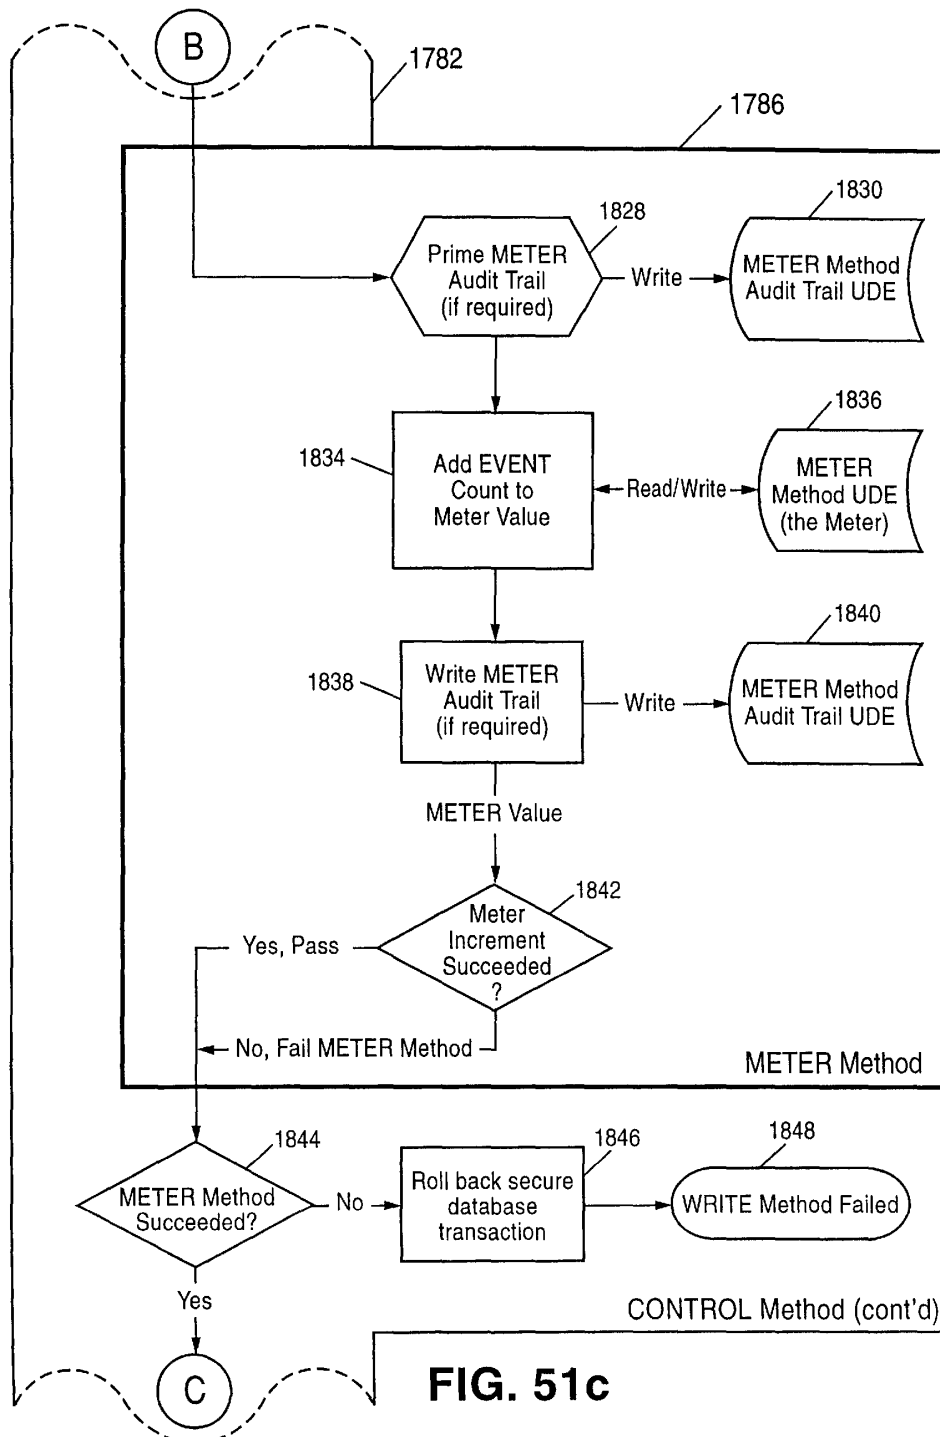 B
1782
1786
1828
1830
Prime METER
Audit Trail
(if required)
Write
METER Method
Audit Trail UDE
1834
Add EVENT
Count to
Meter Value
Read/Write
1836
METER
Method UDE
(the Meter)
1838
Write METER
Audit Trail
(if required)
Write
1840
METER Method
Audit Trail UDE
METER Value
1842
Meter
Increment
Succeeded
?
Yes, Pass
No, Fail METER Method
METER Method
1844
METER Method
Succeeded?
No
1846
Roll back secure
database
transaction
1848
WRITE Method Failed
Yes
CONTROL Method (cont'd)
C
FIG. 51c